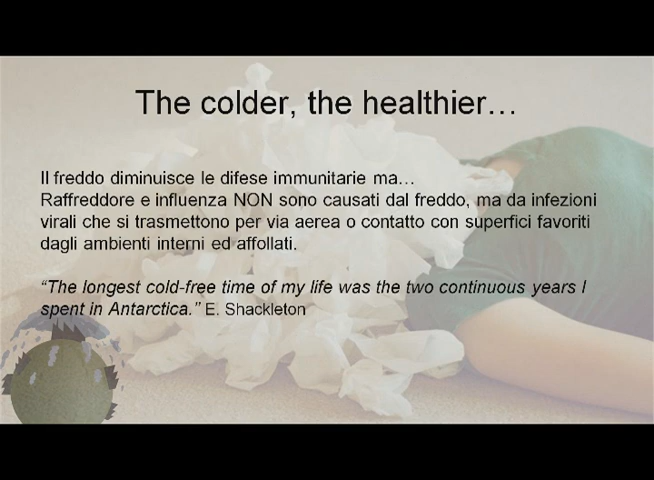 The colder, the healthier…
Il freddo diminuisce le difese immunitarie ma…
Raffreddore e influenza NON sono causati dal freddo, ma da infezioni
virali che si trasmettono per via aerea o contatto con superfici favoriti
dagli ambienti interni ed affollati.
“The longest cold-free time of my life was the two continuous years I
spent in Antarctica.” E. Shackleton